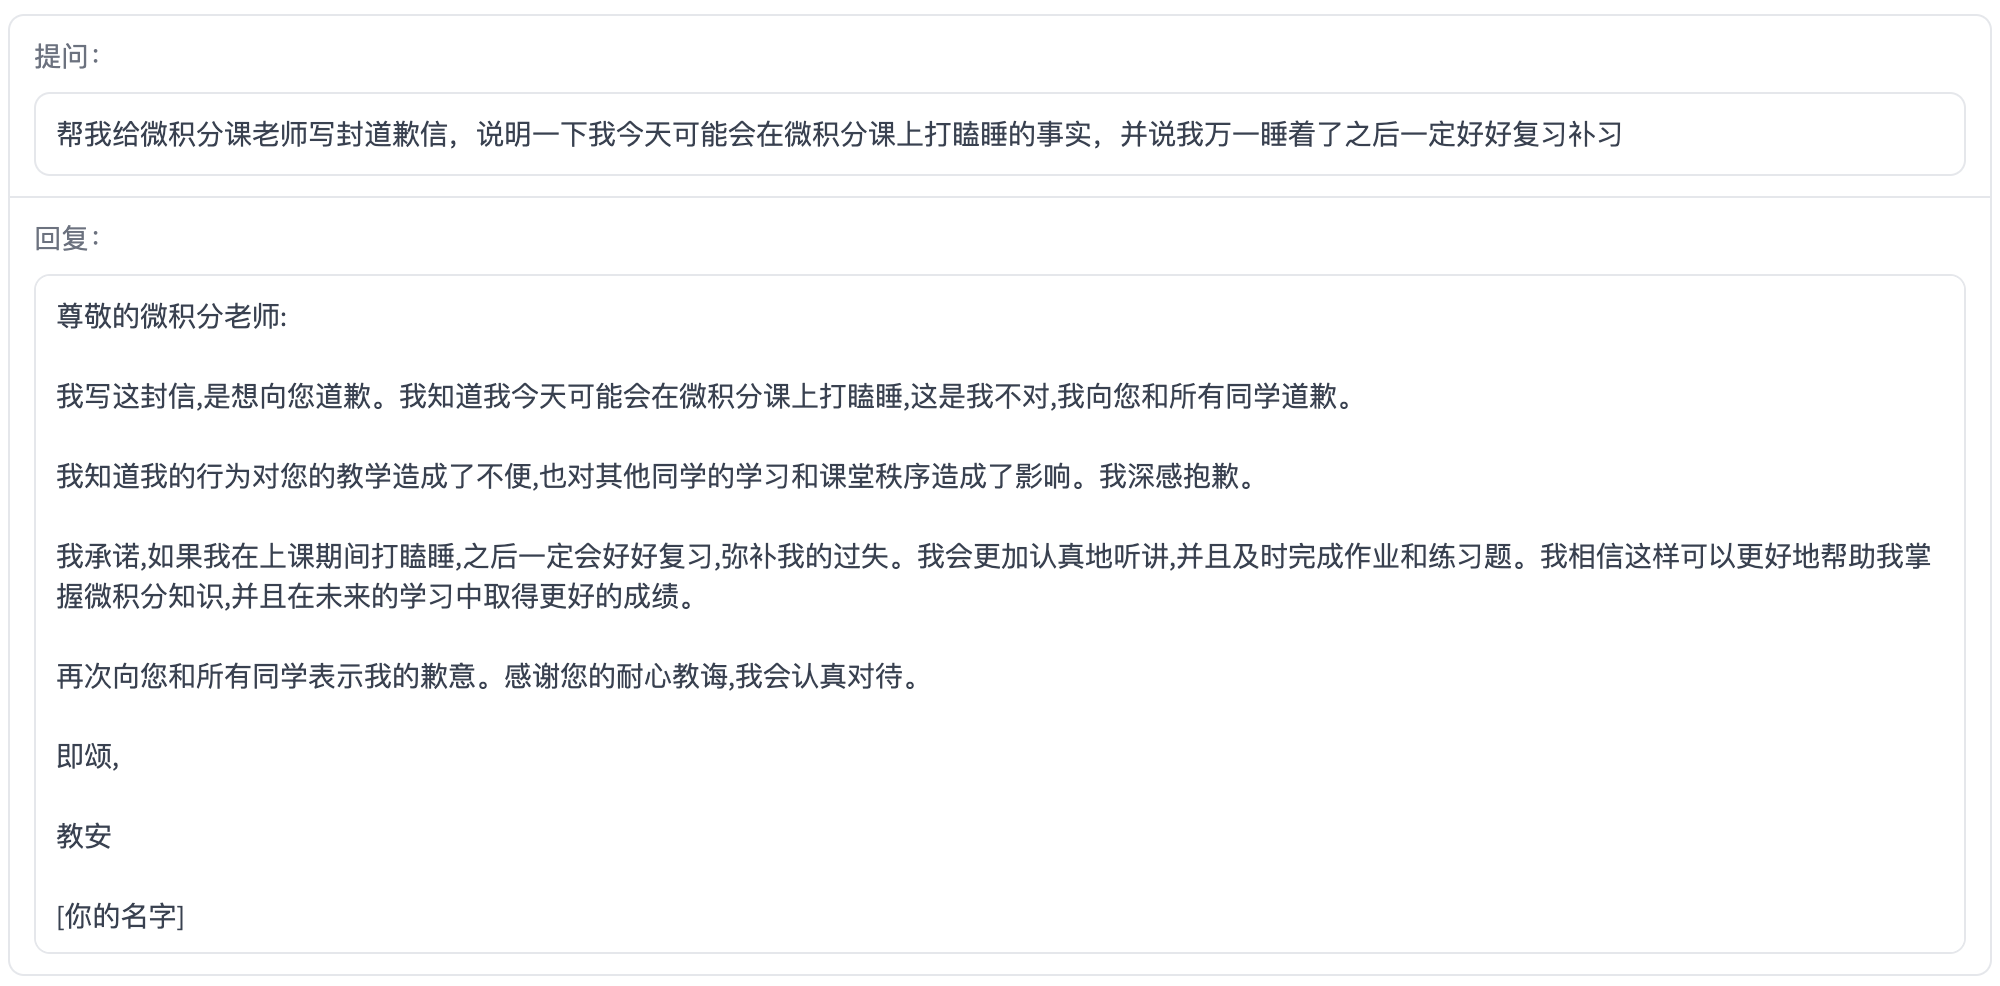 提问：
帮我给微积分课老师写封道歉信，说明一下我今天可能会在微积分课上打瞌睡的事实，并说我万一睡着了之后一定好好复习补习
回复：
尊敬的微积分老师:
我写这封信,是想向您道歉。我知道我今天可能会在微积分课上打瞌睡,这是我不对,我向您和所有同学道歉。
我知道我的行为对您的教学造成了不便,也对其他同学的学习和课堂秩序造成了影响。我深感抱歉。
我承诺,如果我在上课期间打瞌睡,之后一定会好好复习,弥补我的过失。我会更加认真地听讲,并且及时完成作业和练习题。我相信这样可以更好地帮助我掌
握微积分知识,并且在未来的学习中取得更好的成绩。
再次向您和所有同学表示我的歉意。感谢您的耐心教诲,我会认真对待。
即颂,
教安
[你的名字]